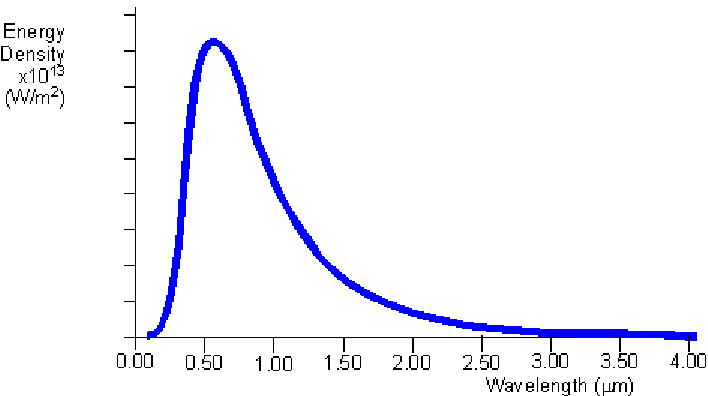 Energy
Density
x10¹³
(W/m²)
0.00 0.50 1.00 1.50 2.00 2.50 3.00 3.50 4.00
Wavelength (μm)